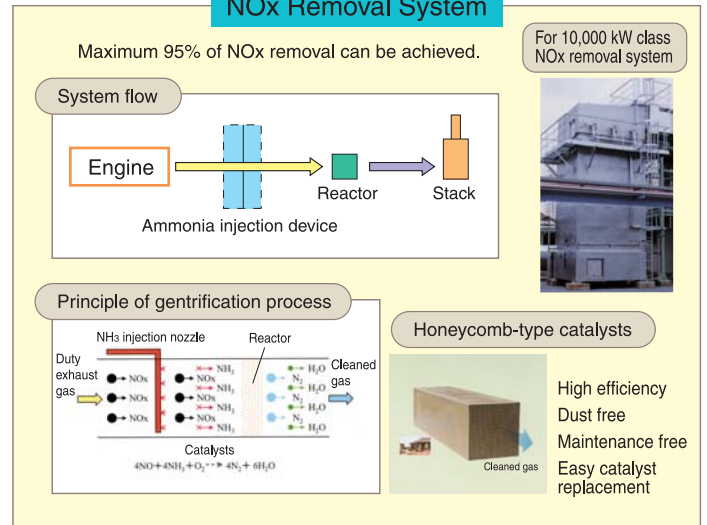 NOx Removal System
Maximum 95% of NOx removal can be achieved.
For 10,000 kW class
NOx removal system
System flow
Engine
Reactor
Stack
Ammonia injection device
Principle of gentrification process
NH3 injection nozzle
Reactor
Duty
exhaust
gas
NOx
NOx
NOx
NH3
NOx
NH3
NOx
NH3
NOx
NH3
H2O
N2
H2O
N2
H2O
N2
H2O
Cleaned
gas
Catalysts
4NO+4NH3+O2→4N2+6H2O
Honeycomb-type catalysts
Cleaned gas
High efficiency
Dust free
Maintenance free
Easy catalyst
replacement